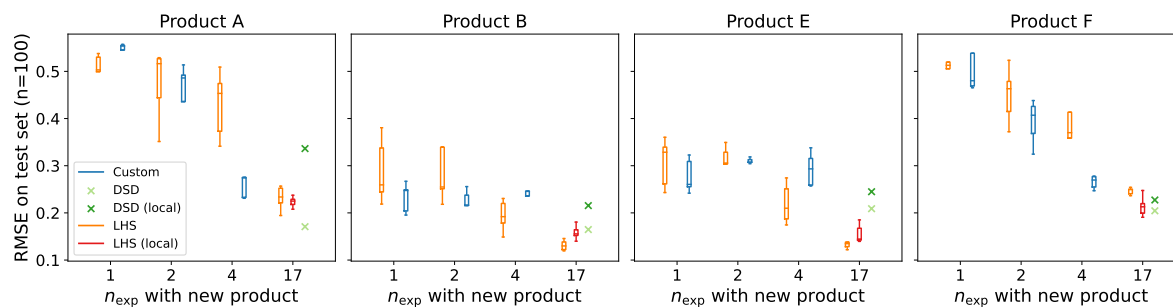 Product A
Product B
Product E
Product F
RMSE on test set (n=100)
0.5
0.4
0.3
0.2
0.1
Custom
DSD
DSD (local)
LHS
LHS (local)
1 2 4 17
1 2 4 17
1 2 4 17
1 2 4 17
n_exp with new product
n_exp with new product
n_exp with new product
n_exp with new product